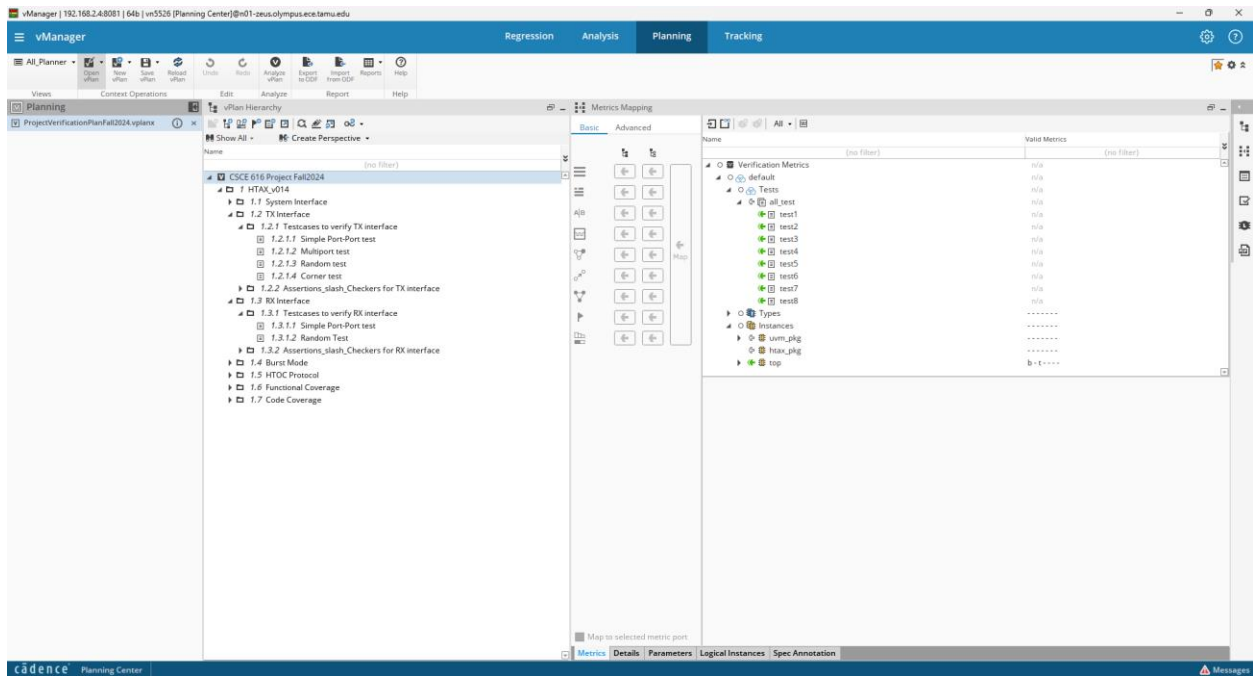 vManager | 192.168.2.4:8081 | 64b | vn5526 [Planning Center]@n01-zeus.olympus.ece.tamu.edu
vManager
Regression Analysis Planning Tracking
All_Planner
Open vPlan
New vPlan
Save vPlan
Reload vPlan
Undo
Redo
Analyze vPlan
Export to ODF
Import from ODF
Reports
Help
Views Context Operations Edit Analyze Report Help
Planning
ProjectVerificationPlanFall2024.vplanx
vPlan Hierarchy
Show All Create Perspective
Name
(no filter)
CSCE 616 Project Fall2024
1 HTAX_v014
1.1 System Interface
1.2 TX Interface
1.2.1 Testcases to verify TX interface
1.2.1.1 Simple Port-Port test
1.2.1.2 Multiport test
1.2.1.3 Random test
1.2.1.4 Corner test
1.2.2 Assertions_slash_Checkers for TX interface
1.3 RX Interface
1.3.1 Testcases to verify RX interface
1.3.1.1 Simple Port-Port test
1.3.1.2 Random Test
1.3.2 Assertions_slash_Checkers for RX interface
1.4 Burst Mode
1.5 HTOC Protocol
1.6 Functional Coverage
1.7 Code Coverage
Metrics Mapping
Basic Advanced
A|B
Map
Map to selected metric port
All
Name Valid Metrics
(no filter) (no filter)
Verification Metrics n/a
default n/a
Tests n/a
all_test n/a
test1 n/a
test2 n/a
test3 n/a
test4 n/a
test5 n/a
test6 n/a
test7 n/a
test8 n/a
Types - - - - - - -
Instances - - - - - - -
uvm_pkg - - - - - - -
htax_pkg - - - - - - -
top b - t - - - -
Metrics Details Parameters Logical Instances Spec Annotation
cādence Planning Center
Messages